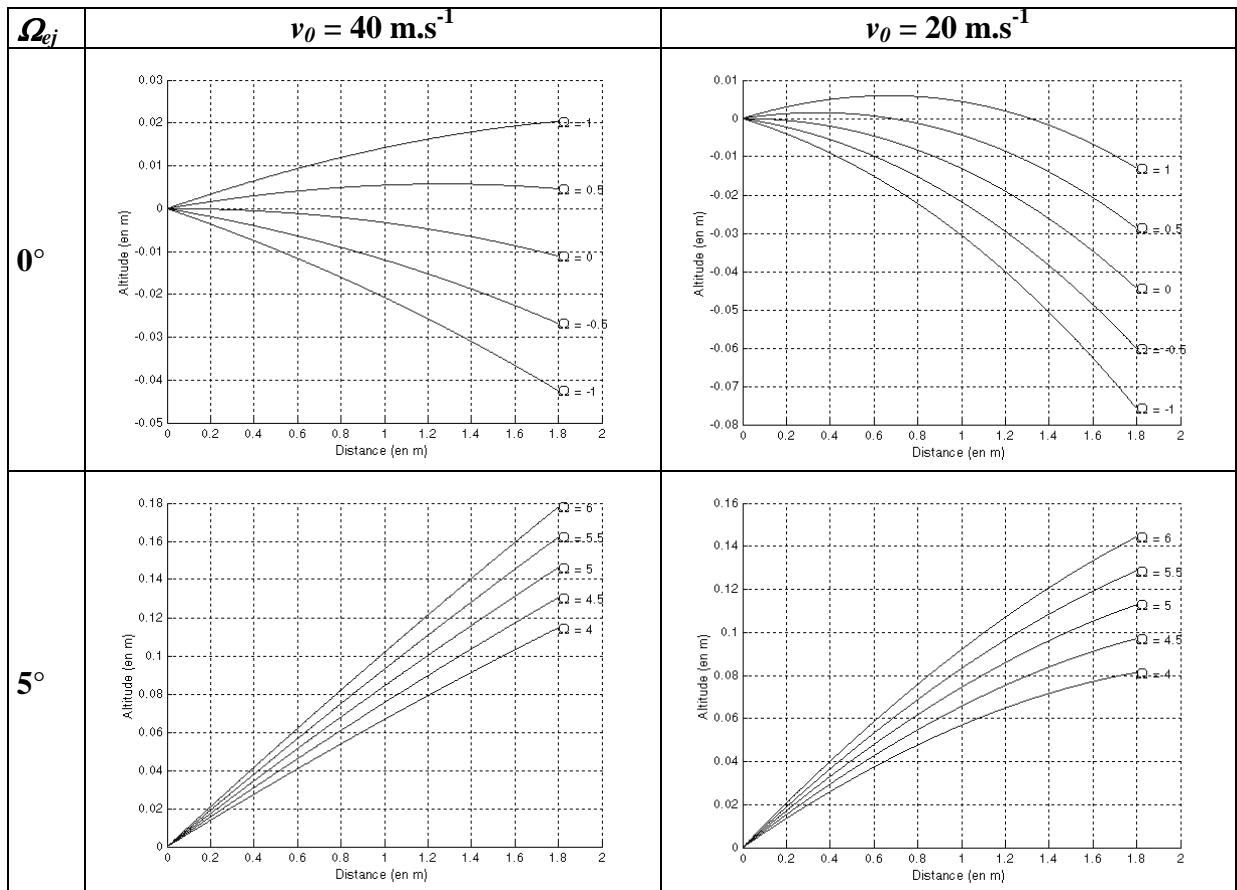 Ω_ej v_0 = 40 m.s^-1 v_0 = 20 m.s^-1
0°
0.03
0.02
0.01
0
-0.01
-0.02
-0.03
-0.04
-0.05
Altitude (en m)
Ω = 1
Ω = 0.5
Ω = 0
Ω = -0.5
Ω = -1
0 0.2 0.4 0.6 0.8 1 1.2 1.4 1.6 1.8 2
Distance (en m)
0.01
0
-0.01
-0.02
-0.03
-0.04
-0.05
-0.06
-0.07
-0.08
Altitude (en m)
Ω = 1
Ω = 0.5
Ω = 0
Ω = -0.5
Ω = -1
0 0.2 0.4 0.6 0.8 1 1.2 1.4 1.6 1.8 2
Distance (en m)
5°
0.18
0.16
0.14
0.12
0.1
0.08
0.06
0.04
0.02
0
Altitude (en m)
Ω = 6
Ω = 5.5
Ω = 5
Ω = 4.5
Ω = 4
0 0.2 0.4 0.6 0.8 1 1.2 1.4 1.6 1.8 2
Distance (en m)
0.16
0.14
0.12
0.1
0.08
0.06
0.04
0.02
0
Altitude (en m)
Ω = 6
Ω = 5.5
Ω = 5
Ω = 4.5
Ω = 4
0 0.2 0.4 0.6 0.8 1 1.2 1.4 1.6 1.8 2
Distance (en m)